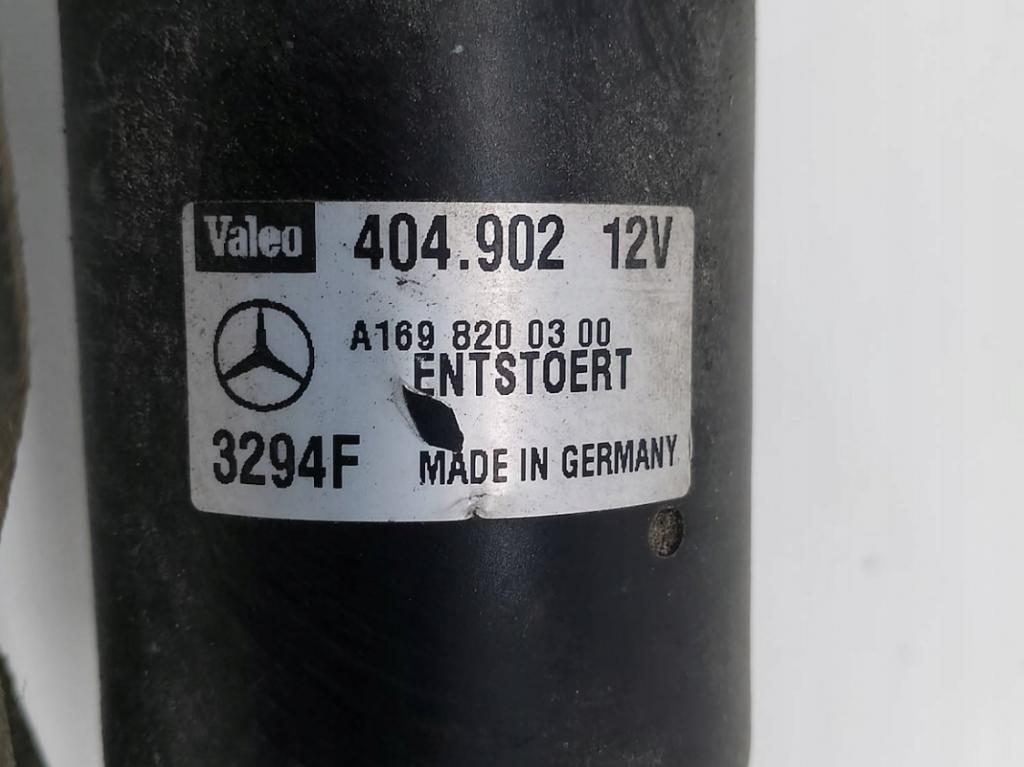 Valeo 404.902 12V
A169 820 03 00
ENTSTOERT
3294F MADE IN GERMANY